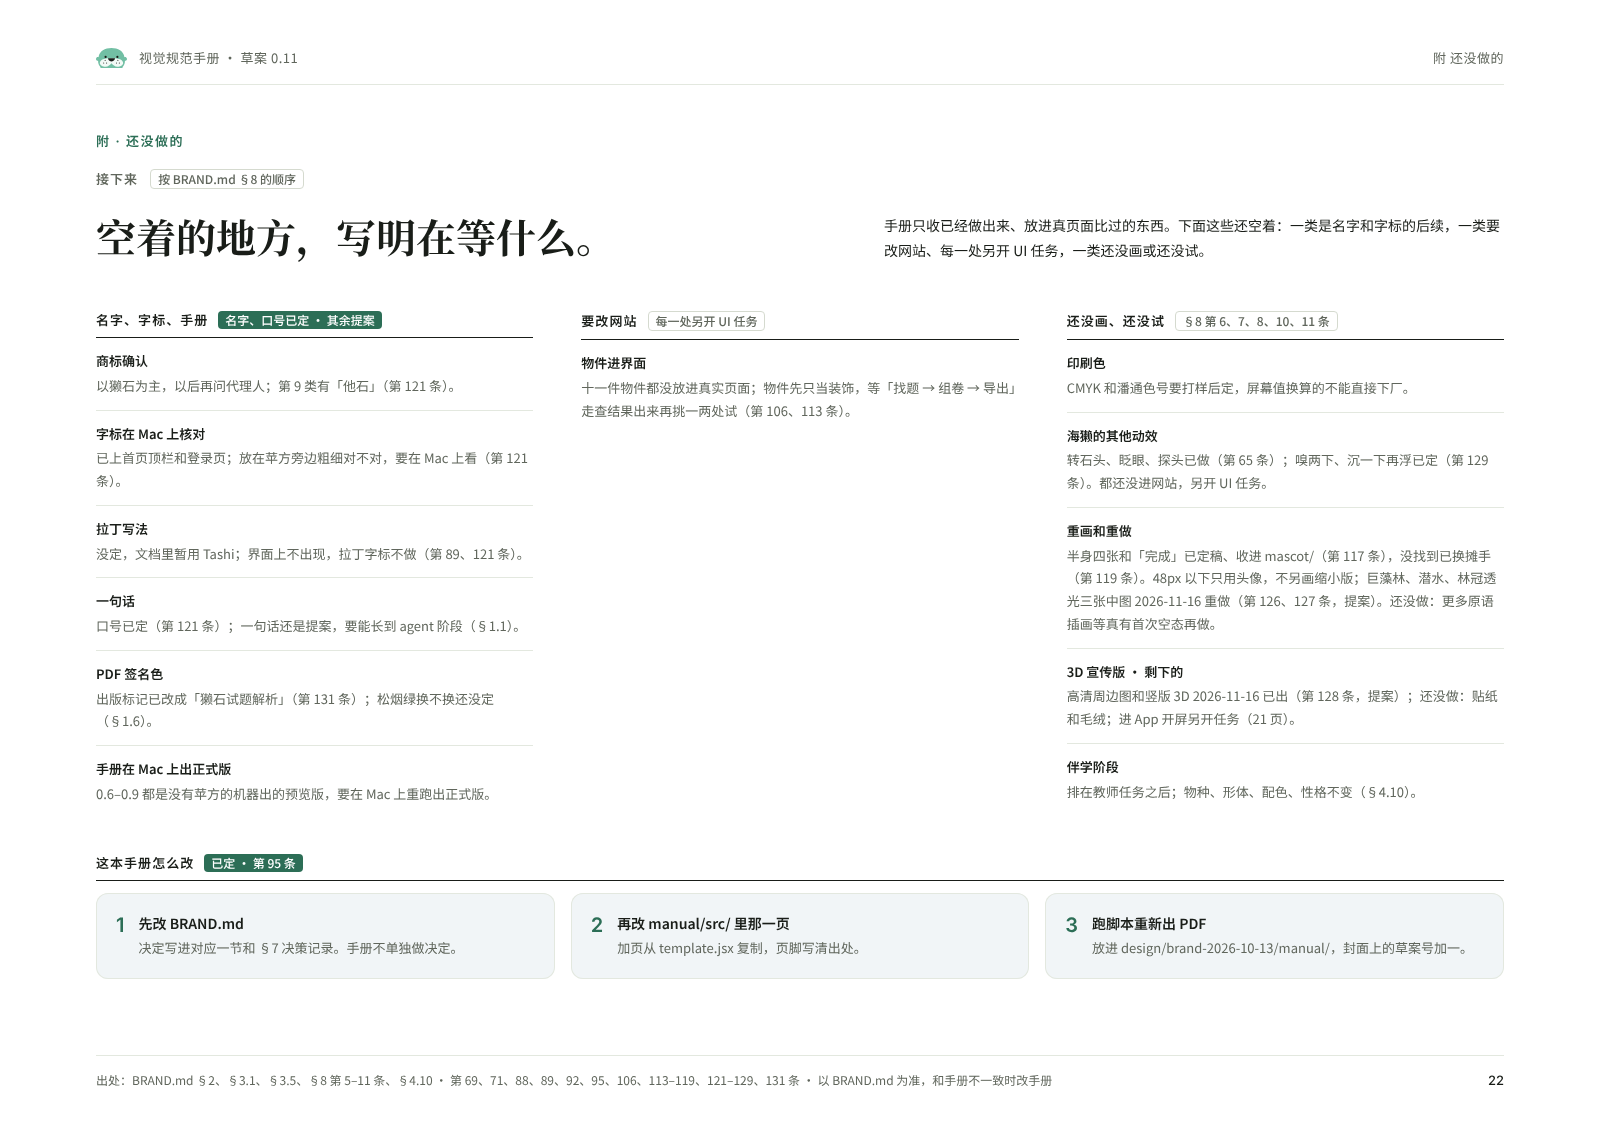 视觉规范手册 · 草案 0.11
附 还没做的
附 · 还没做的
接下来 按 BRAND.md §8 的顺序
空着的地方，写明在等什么。
手册只收已经做出来、放进真页面比过的东西。下面这些还空着：一类是名字和字标的后续，一类要
改网站、每一处另开 UI 任务，一类还没画或还没试。
名字、字标、手册 名字、口号已定 · 其余提案
商标确认
以獭石为主，以后再问代理人；第 9 类有「他石」（第 121 条）。
字标在 Mac 上核对
已上首页顶栏和登录页；放在苹方旁边粗细对不对，要在 Mac 上看（第 121
条）。
拉丁写法
没定，文档里暂用 Tashi；界面上不出现，拉丁字标不做（第 89、121 条）。
一句话
口号已定（第 121 条）；一句话还是提案，要能长到 agent 阶段（§1.1）。
PDF 签名色
出版标记已改成「獭石试题解析」（第 131 条）；松烟绿换不换还没定
（§1.6）。
手册在 Mac 上出正式版
0.6–0.9 都是没有苹方的机器出的预览版，要在 Mac 上重跑出正式版。
要改网站 每一处另开 UI 任务
物件进界面
十一件物件都没放进真实页面；物件先只当装饰，等「找题 → 组卷 → 导出」
走查结果出来再挑一两处试（第 106、113 条）。
还没画、还没试 §8 第 6、7、8、10、11 条
印刷色
CMYK 和潘通色号要打样后定，屏幕值换算的不能直接下厂。
海獭的其他动效
转石头、眨眼、探头已做（第 65 条）；嗅两下、沉一下再浮已定（第 129
条）。都还没进网站，另开 UI 任务。
重画和重做
半身四张和「完成」已定稿、收进 mascot/（第 117 条），没找到已换摊手
（第 119 条）。48px 以下只用头像，不另画缩小版；巨藻林、潜水、林冠透
光三张中图 2026-11-16 重做（第 126、127 条，提案）。还没做：更多原语
插画等真有首次空态再做。
3D 宣传版 · 剩下的
高清周边图和竖版 3D 2026-11-16 已出（第 128 条，提案）；还没做：贴纸
和毛绒；进 App 开屏另开任务（21 页）。
伴学阶段
排在教师任务之后；物种、形体、配色、性格不变（§4.10）。
这本手册怎么改 已定 · 第 95 条
1 先改 BRAND.md
决定写进对应一节和 §7 决策记录。手册不单独做决定。
2 再改 manual/src/ 里那一页
加页从 template.jsx 复制，页脚写清出处。
3 跑脚本重新出 PDF
放进 design/brand-2026-10-13/manual/，封面上的草案号加一。
出处：BRAND.md §2、§3.1、§3.5、§8 第 5–11 条、§4.10 · 第 69、71、88、89、92、95、106、113–119、121–129、131 条 · 以 BRAND.md 为准，和手册不一致时改手册
22